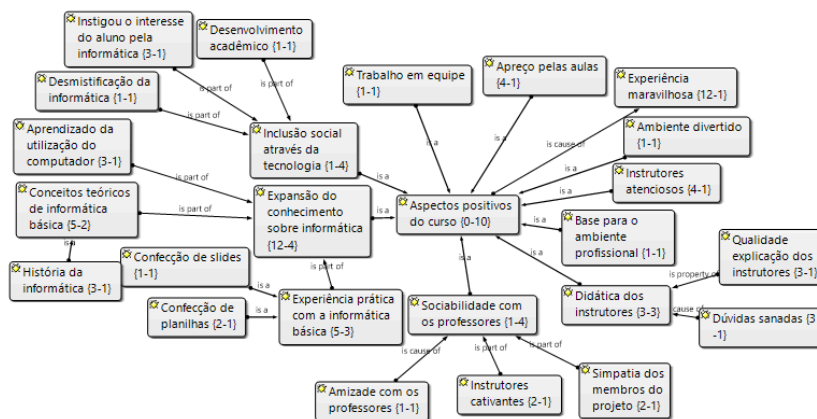 Instigou o interesse
do aluno pela
informática {3-1}
Desenvolvimento
acadêmico {1-1}
is part of
is part of
Desmistificação da
informática {1-1}
is part of
Trabalho em equipe
{1-1}
Apreço pelas aulas
{4-1}
Experiência
maravilhosa {12-1}
Aprendizado da
utilização do
computador {3-1}
Inclusão social
através da
tecnologia {1-4}
is a
is a
is cause of
Ambiente divertido
{1-1}
is a
is part of
is a
Instrutores
atenciosos {4-1}
is a
Conceitos teóricos
de informática
básica {5-2}
is part of
Expansão do
conhecimento
sobre informática
{12-4}
is a
Aspectos positivos
do curso {0-10}
is a
Base para o
ambiente
profissional {1-1}
is a
História da
informática {3-1}
Confecção de slides
{1-1}
is part of
is a
is a
is a
Qualidade
explicação dos
instrutores {3-1}
is property of
Confecção de
planilhas {2-1}
is a
Experiência prática
com a informática
básica {5-3}
Sociabilidade com
os professores {1-4}
Didática dos
instrutores {3-3}
cause of
Dúvidas sanadas {3
-1}
is cause of
is part of
is part of
Amizade com os
professores {1-1}
Instrutores
cativantes {2-1}
Simpatia dos
membros do
projeto {2-1}